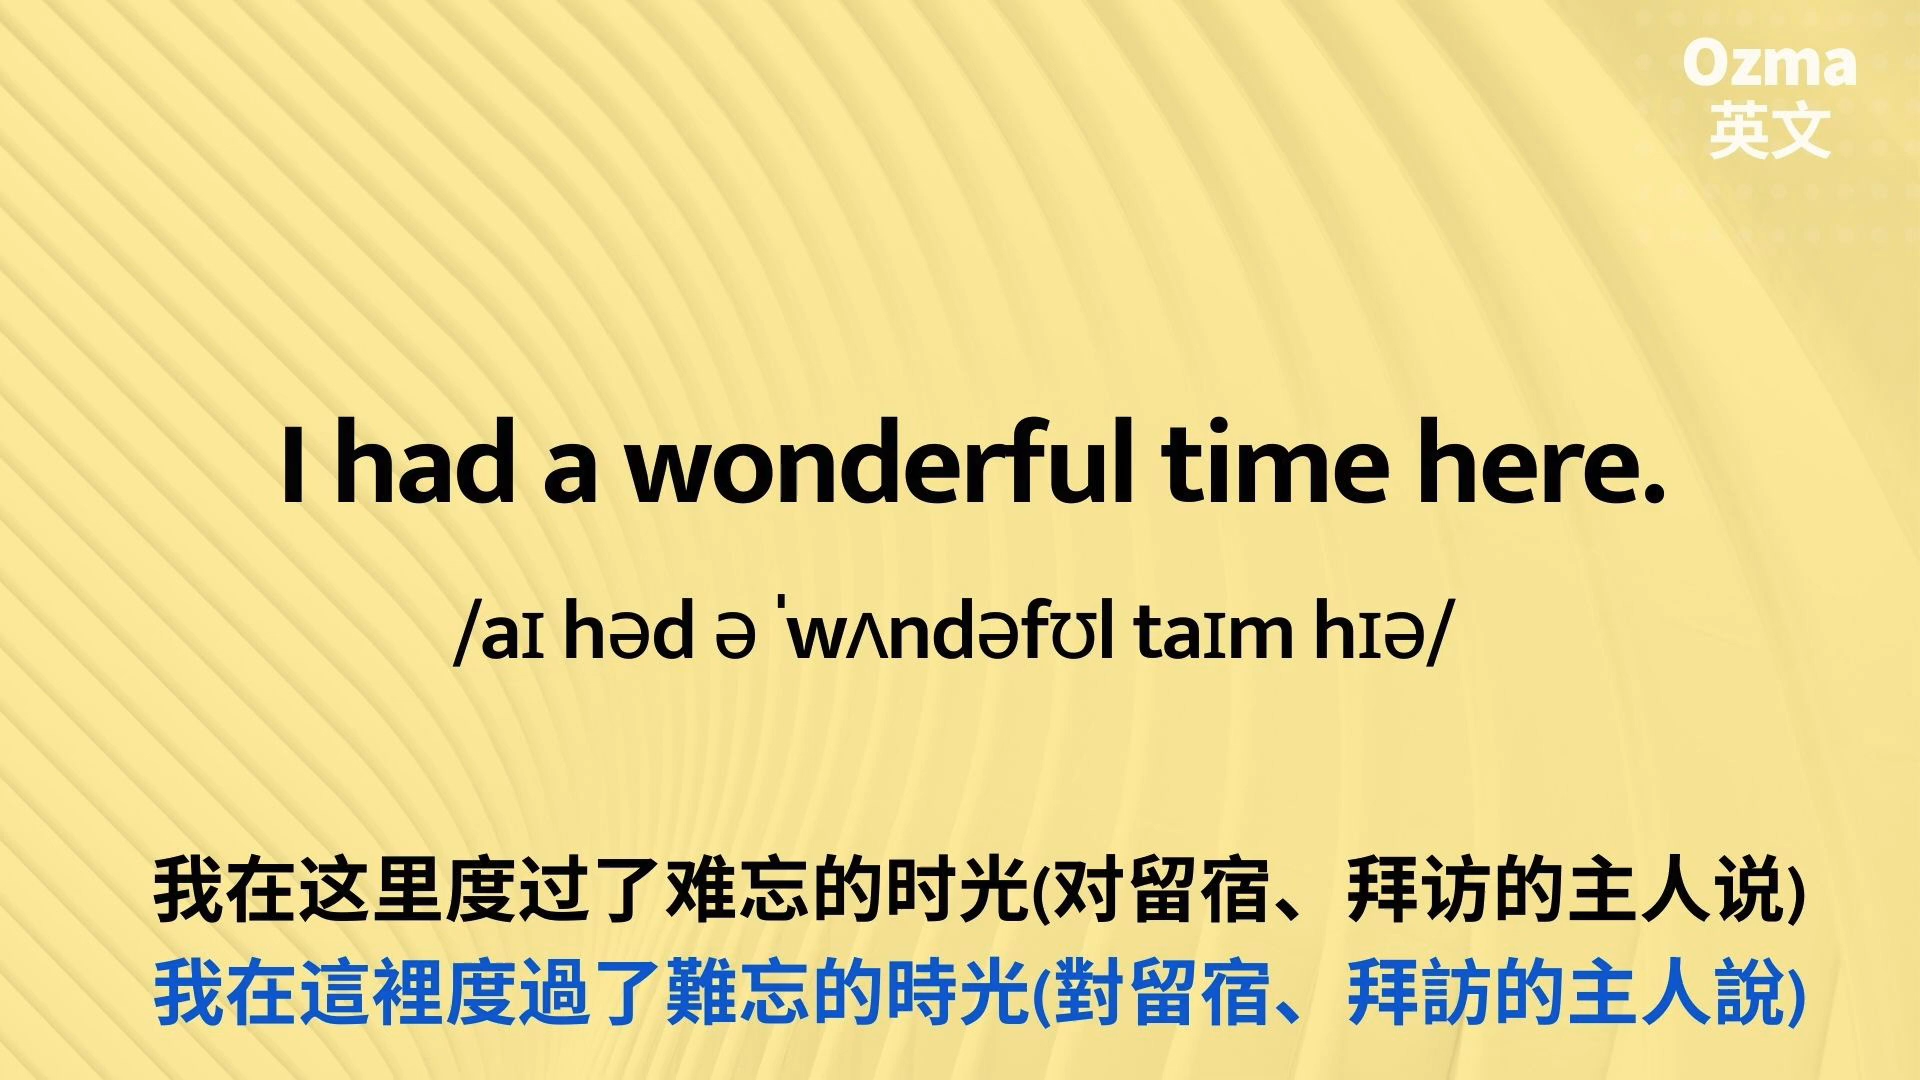 Ozma
英文
I had a wonderful time here.
/aɪ həd ə ˈwʌndəfʊl taɪm hɪə/
我在这里度过了难忘的时光(对留宿、拜访的主人说)
我在這裡度過了難忘的時光(對留宿、拜訪的主人說)